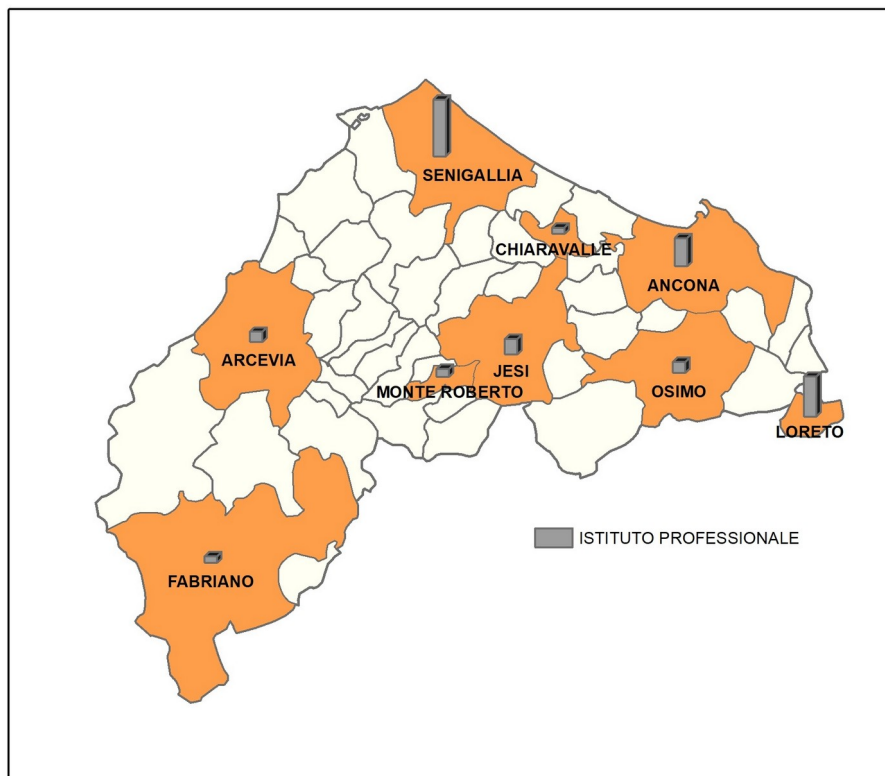 SENIGALLIA
CHIARAVALLE
ANCONA
ARCEVIA
JESI
MONTE ROBERTO
OSIMO
LORETO
ISTITUTO PROFESSIONALE
FABRIANO